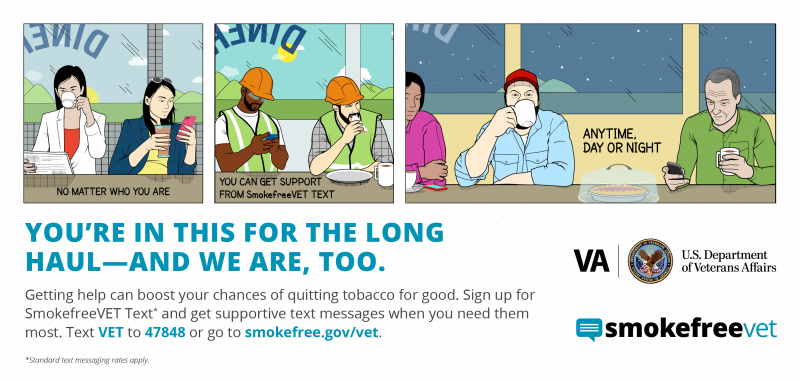 DINER
DINER
NO MATTER WHO YOU ARE
YOU CAN GET SUPPORT
FROM SmokefreeVET TEXT
ANYTIME,
DAY OR NIGHT
YOU’RE IN THIS FOR THE LONG
HAUL—AND WE ARE, TOO.
Getting help can boost your chances of quitting tobacco for good. Sign up for
SmokefreeVET Text* and get supportive text messages when you need them
most. Text VET to 47848 or go to smokefree.gov/vet.
*Standard text messaging rates apply.
VA
U.S. Department
of Veterans Affairs
smokefreevet